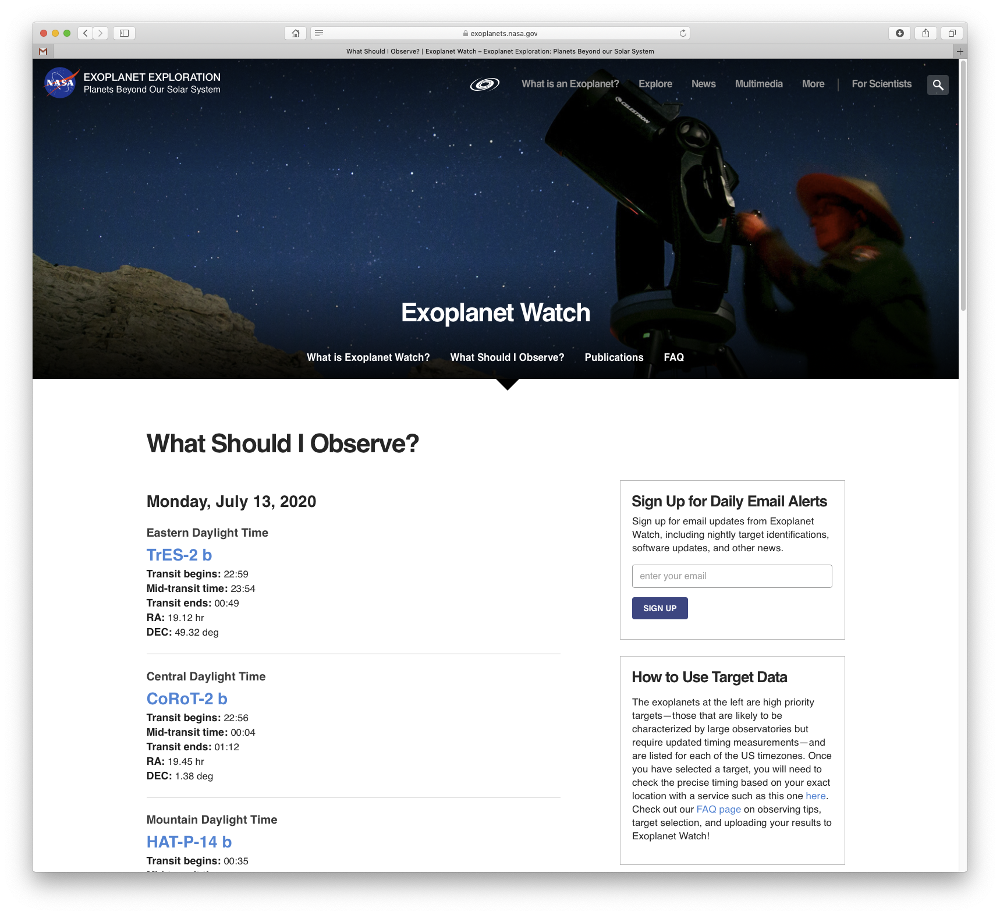 exoplanets.nasa.gov
What Should I Observe? | Exoplanet Watch – Exoplanet Exploration: Planets Beyond our Solar System
NASA
EXOPLANET EXPLORATION
Planets Beyond Our Solar System
What is an Exoplanet? Explore News Multimedia More | For Scientists
CELESTRON
Exoplanet Watch
What is Exoplanet Watch? What Should I Observe? Publications FAQ
What Should I Observe?
Monday, July 13, 2020
Eastern Daylight Time
TrES-2 b
Transit begins: 22:59
Mid-transit time: 23:54
Transit ends: 00:49
RA: 19.12 hr
DEC: 49.32 deg
Central Daylight Time
CoRoT-2 b
Transit begins: 22:56
Mid-transit time: 00:04
Transit ends: 01:12
RA: 19.45 hr
DEC: 1.38 deg
Mountain Daylight Time
HAT-P-14 b
Transit begins: 00:35
Sign Up for Daily Email Alerts
Sign up for email updates from Exoplanet
Watch, including nightly target identifications,
software updates, and other news.
enter your email
SIGN UP
How to Use Target Data
The exoplanets at the left are high priority
targets—those that are likely to be
characterized by large observatories but
require updated timing measurements—and
are listed for each of the US timezones. Once
you have selected a target, you will need to
check the precise timing based on your exact
location with a service such as this one here.
Check out our FAQ page on observing tips,
target selection, and uploading your results to
Exoplanet Watch!